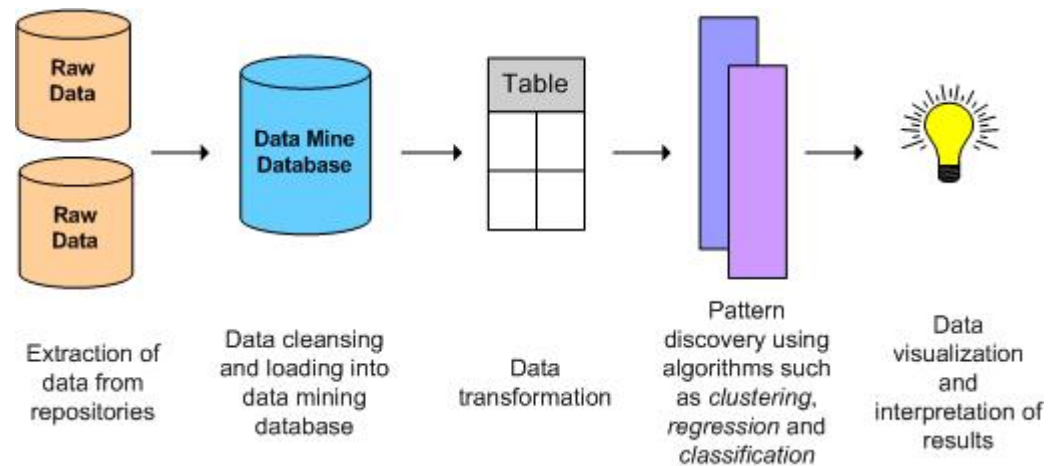 Raw
Data
Raw
Data
Data Mine
Database
Table
Extraction of
data from
repositories
Data cleansing
and loading into
data mining
database
Data
transformation
Pattern
discovery using
algorithms such
as clustering,
regression and
classification
Data
visualization
and
interpretation of
results